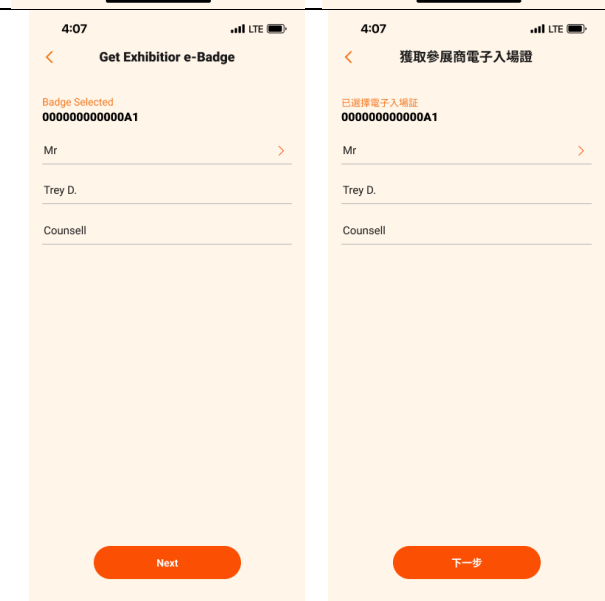 4:07
LTE
Get Exhibitior e-Badge
Badge Selected
000000000000A1
Mr
Trey D.
Counsell
Next
4:07
LTE
獲取參展商電子入場證
已選擇電子入場証
000000000000A1
Mr
Trey D.
Counsell
下一步